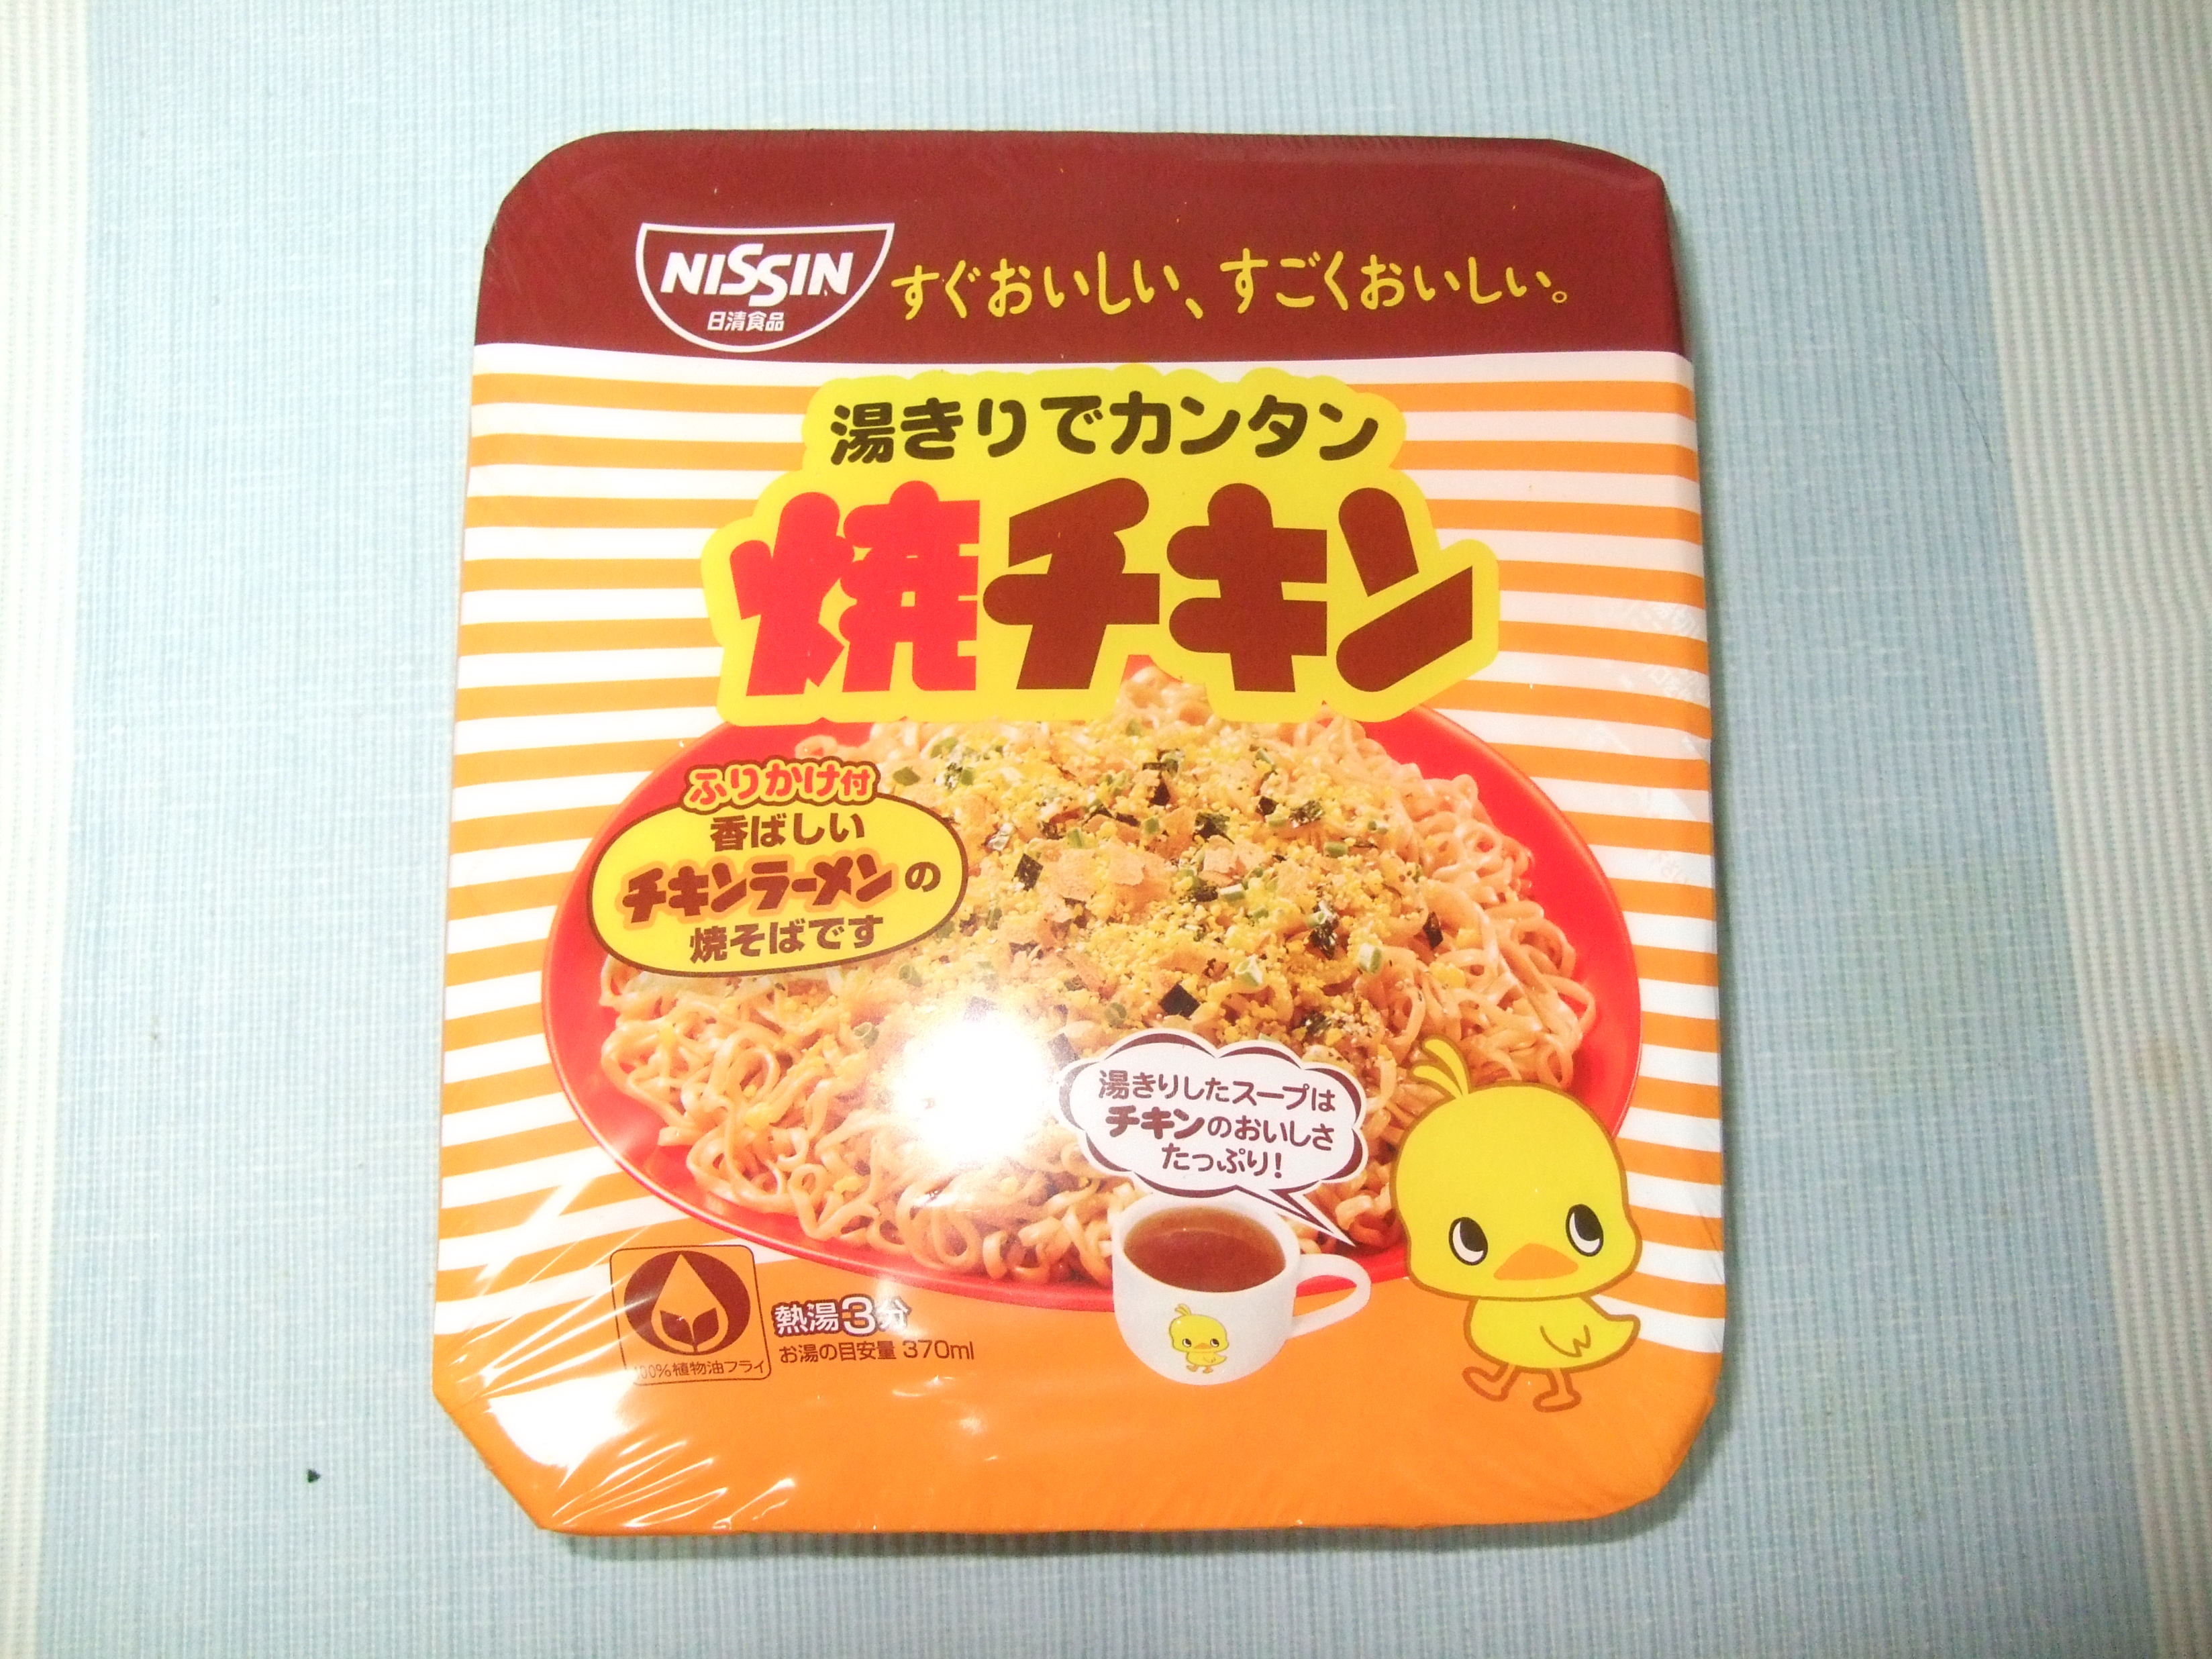 NISSIN
日清食品
すぐおいしい、すごくおいしい。
湯きりでカンタン
焼チキン
ふりかけ付
香ばしい
チキンラーメンの
焼そばです
湯きりしたスープは
チキンのおいしさ
たっぷり!
100%植物油フライ
熱湯3分
お湯の目安量 370ml